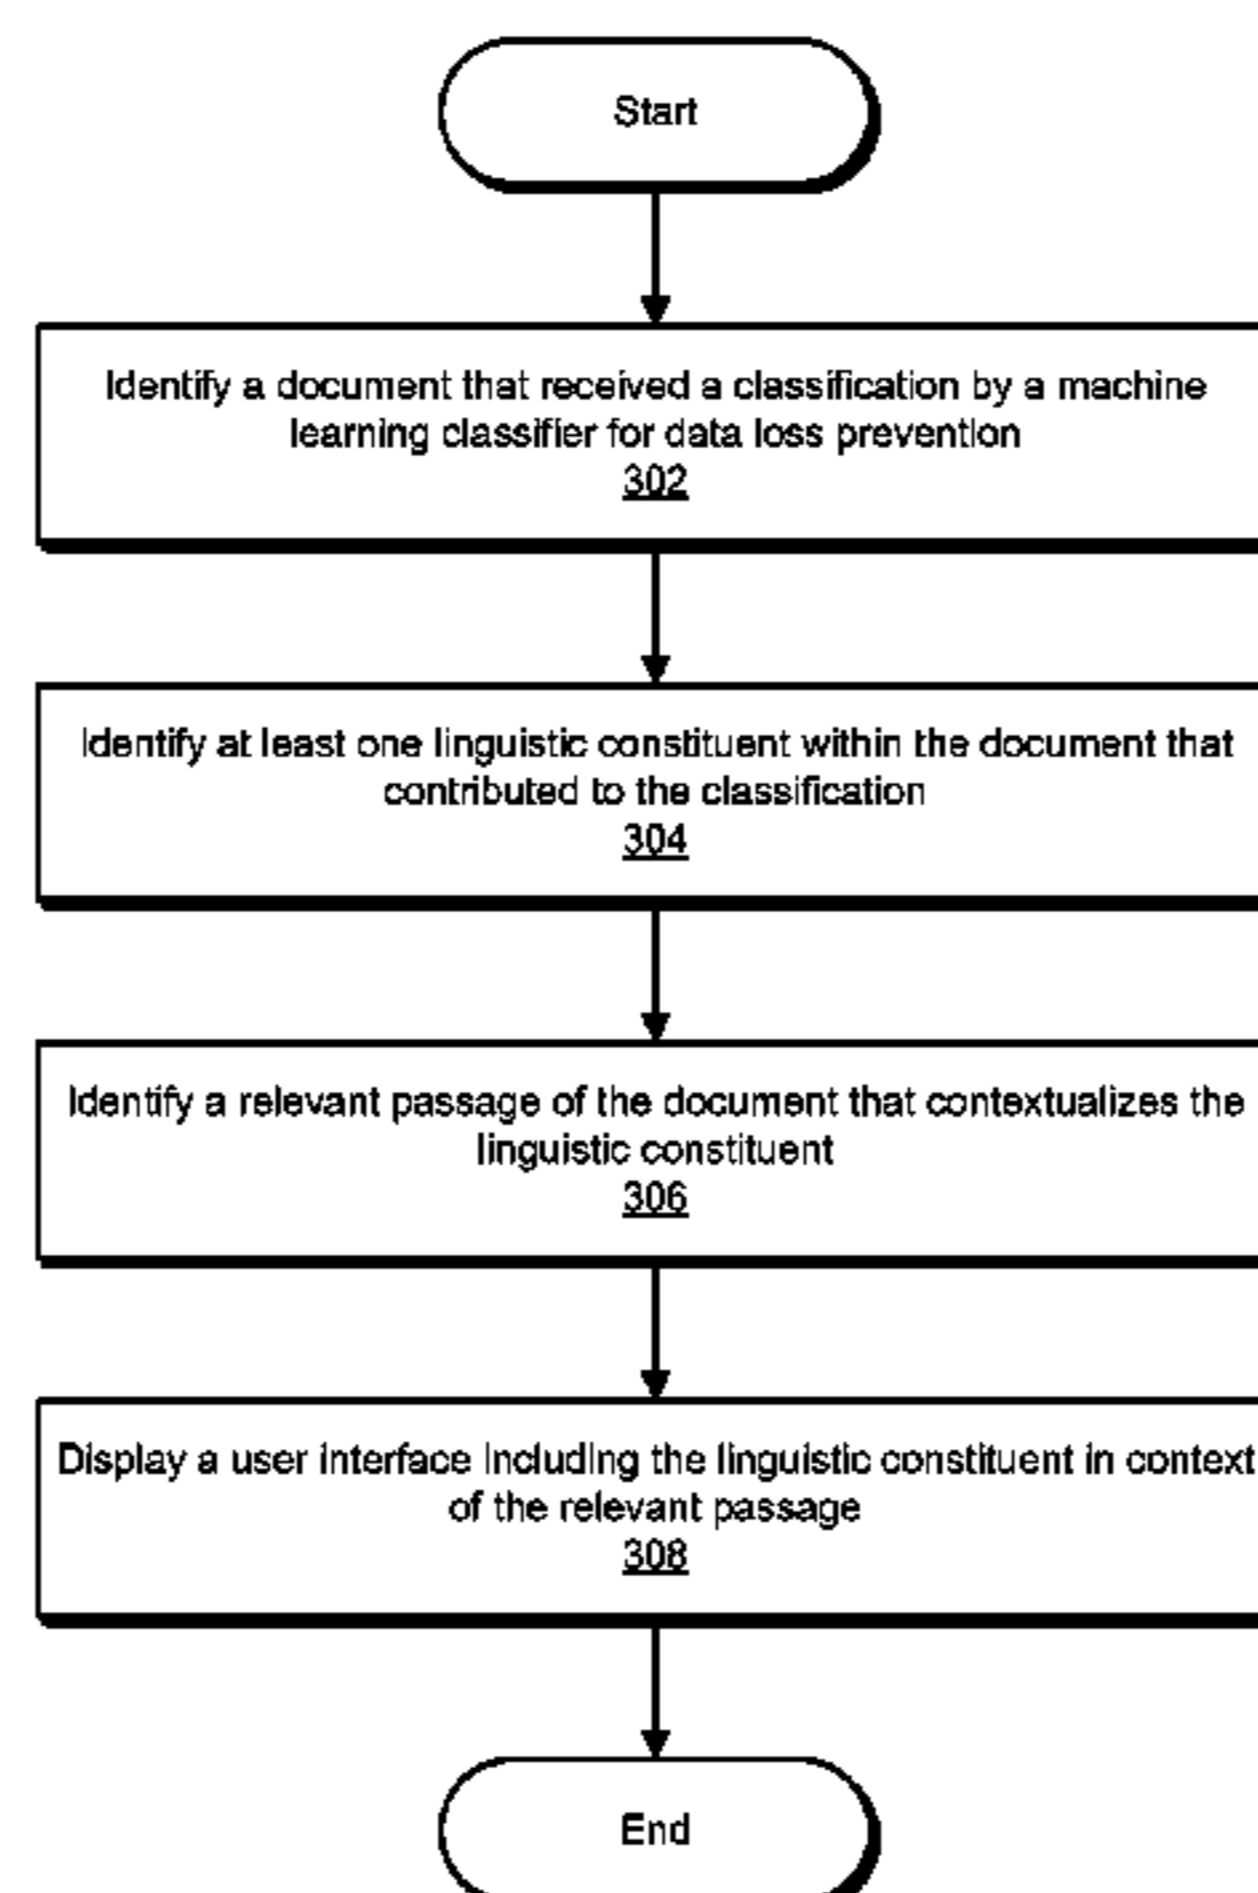 Start
Identify a document that received a classification by a machine
learning classifier for data loss prevention
302
Identify at least one linguistic constituent within the document that
contributed to the classification
304
Identify a relevant passage of the document that contextualizes the
linguistic constituent
306
Display a user interface including the linguistic constituent in context
of the relevant passage
308
End